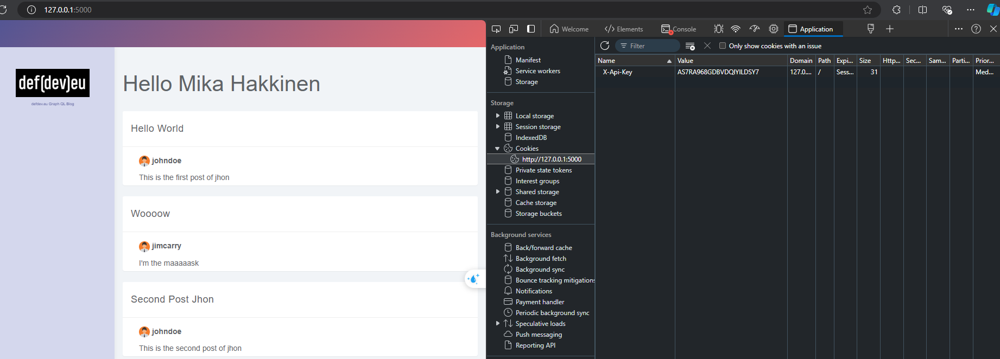 127.0.0.1:5000
def(dev)eu
defdev.eu Graph QL Blog
Hello Mika Hakkinen
Hello World
johndoe
This is the first post of jhon
Woooow
jimcarry
I'm the maaaaask
Second Post Jhon
johndoe
This is the second post of jhon
Welcome
Elements
Console
Application
Application
Manifest
Service workers
Storage
Storage
Local storage
Session storage
IndexedDB
Cookies
http://127.0.0.1:5000
Private state tokens
Interest groups
Shared storage
Cache storage
Storage buckets
Background services
Back/forward cache
Background fetch
Background sync
Bounce tracking mitigations
Notifications
Payment handler
Periodic background sync
Speculative loads
Push messaging
Reporting API
Filter
Only show cookies with an issue
Name Value Domain Path Expi... Size Http... Sec... Sam... Parti... Prior...
X-Api-Key AS7RA968GDBVDQIYILDSY7 127.0.... / Sess... 31 Med...